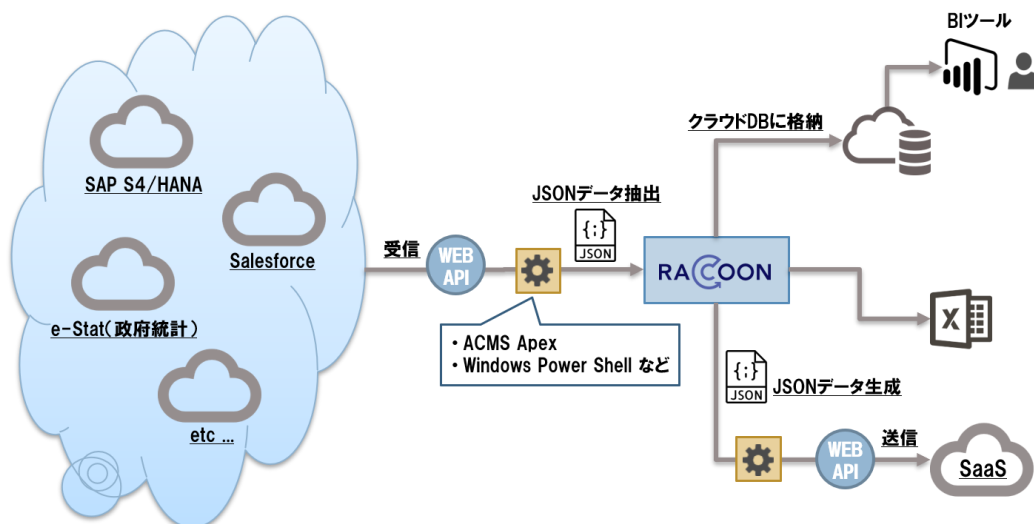 BIツール
クラウドDBに格納
SAP S4/HANA
Salesforce
e-Stat(政府統計)
etc ...
受信
WEB
API
JSONデータ抽出
{;}
JSON
RACCOON
X
・ACMS Apex
・Windows Power Shell など
{;}
JSON
JSONデータ生成
WEB
API
送信
SaaS